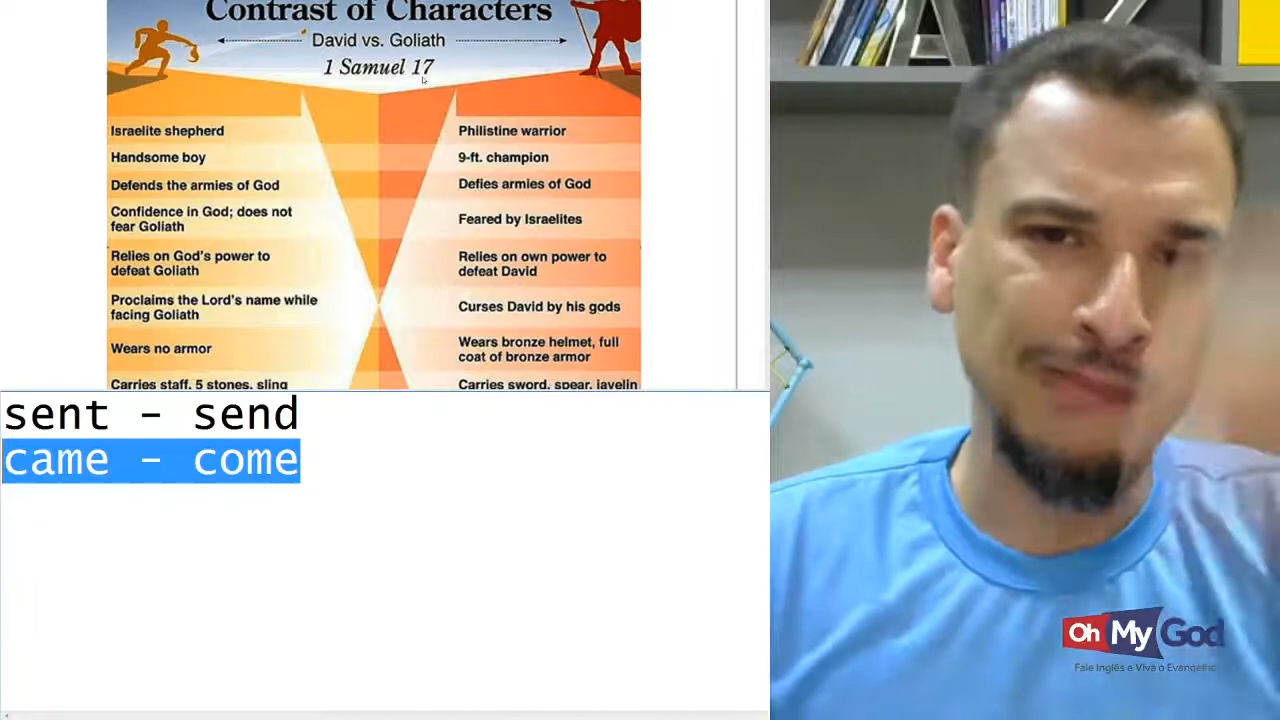 Contrast of Characters
David vs. Goliath
1 Samuel 17
Israelite shepherd
Philistine warrior
Handsome boy
9-ft. champion
Defends the armies of God
Defies armies of God
Confidence in God; does not
fear Goliath
Feared by Israelites
Relies on God's power to
defeat Goliath
Relies on own power to
defeat David
Proclaims the Lord's name while
facing Goliath
Curses David by his gods
Wears no armor
Wears bronze helmet, full
coat of bronze armor
Carries staff, 5 stones, sling
Carries sword, spear, javelin
sent - send
came - come
Oh My God
Fale Inglês e Viva o Evangelho